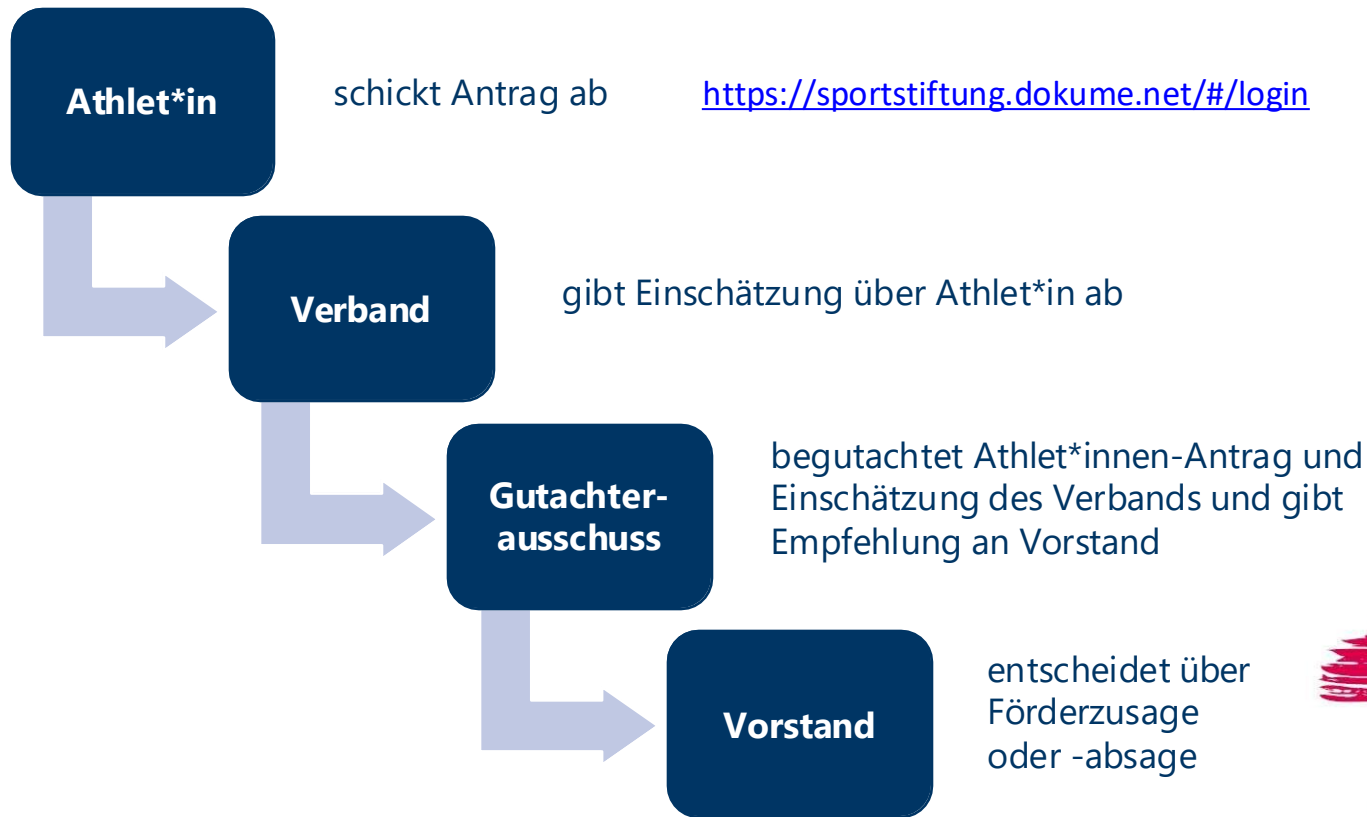 Athlet*in
schickt Antrag ab
https://sportstiftung.dokume.net/#/login
Verband
gibt Einschätzung über Athlet*in ab
Gutachter-
ausschuss
begutachtet Athlet*innen-Antrag und
Einschätzung des Verbands und gibt
Empfehlung an Vorstand
Vorstand
entscheidet über
Förderzusage
oder -absage